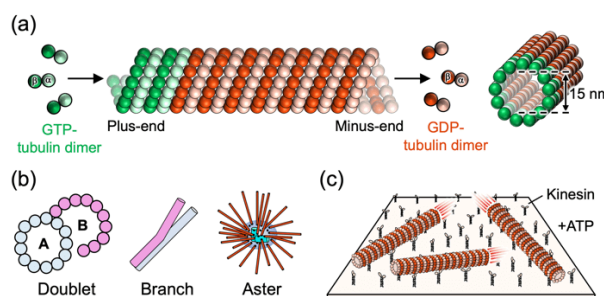 (a)
β α
GTP-
tubulin dimer
Plus-end
Minus-end
β α
GDP-
tubulin dimer
15 nm
(b)
A
B
Doublet
Branch
Aster
(c)
Kinesin
+ATP